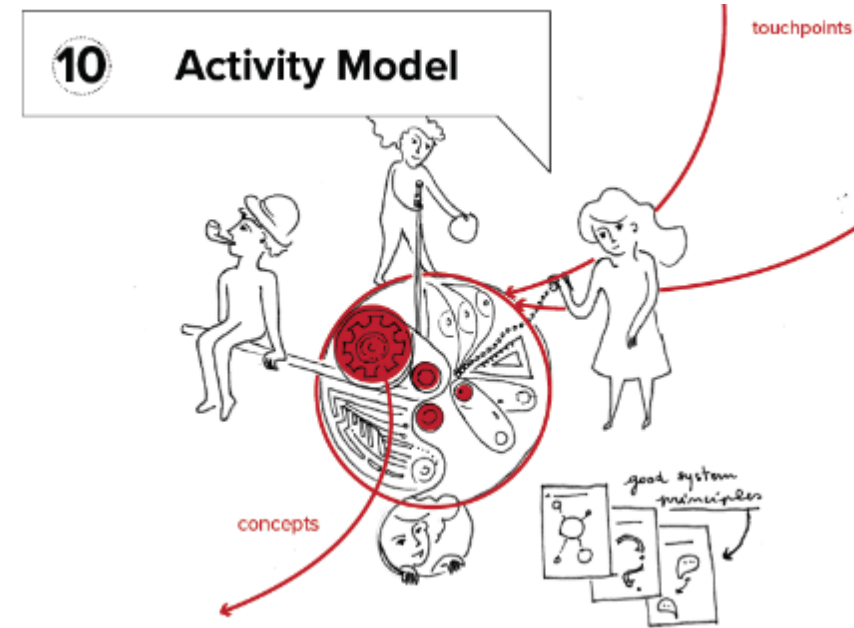 touchpoints
10 Activity Model
good system
principles
concepts